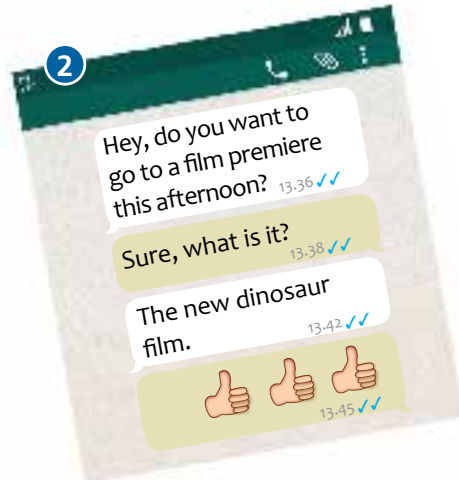 2
Hey, do you want to
go to a film premiere
this afternoon? 13.36
Sure, what is it?
13.38
The new dinosaur
film. 13.42
13.45